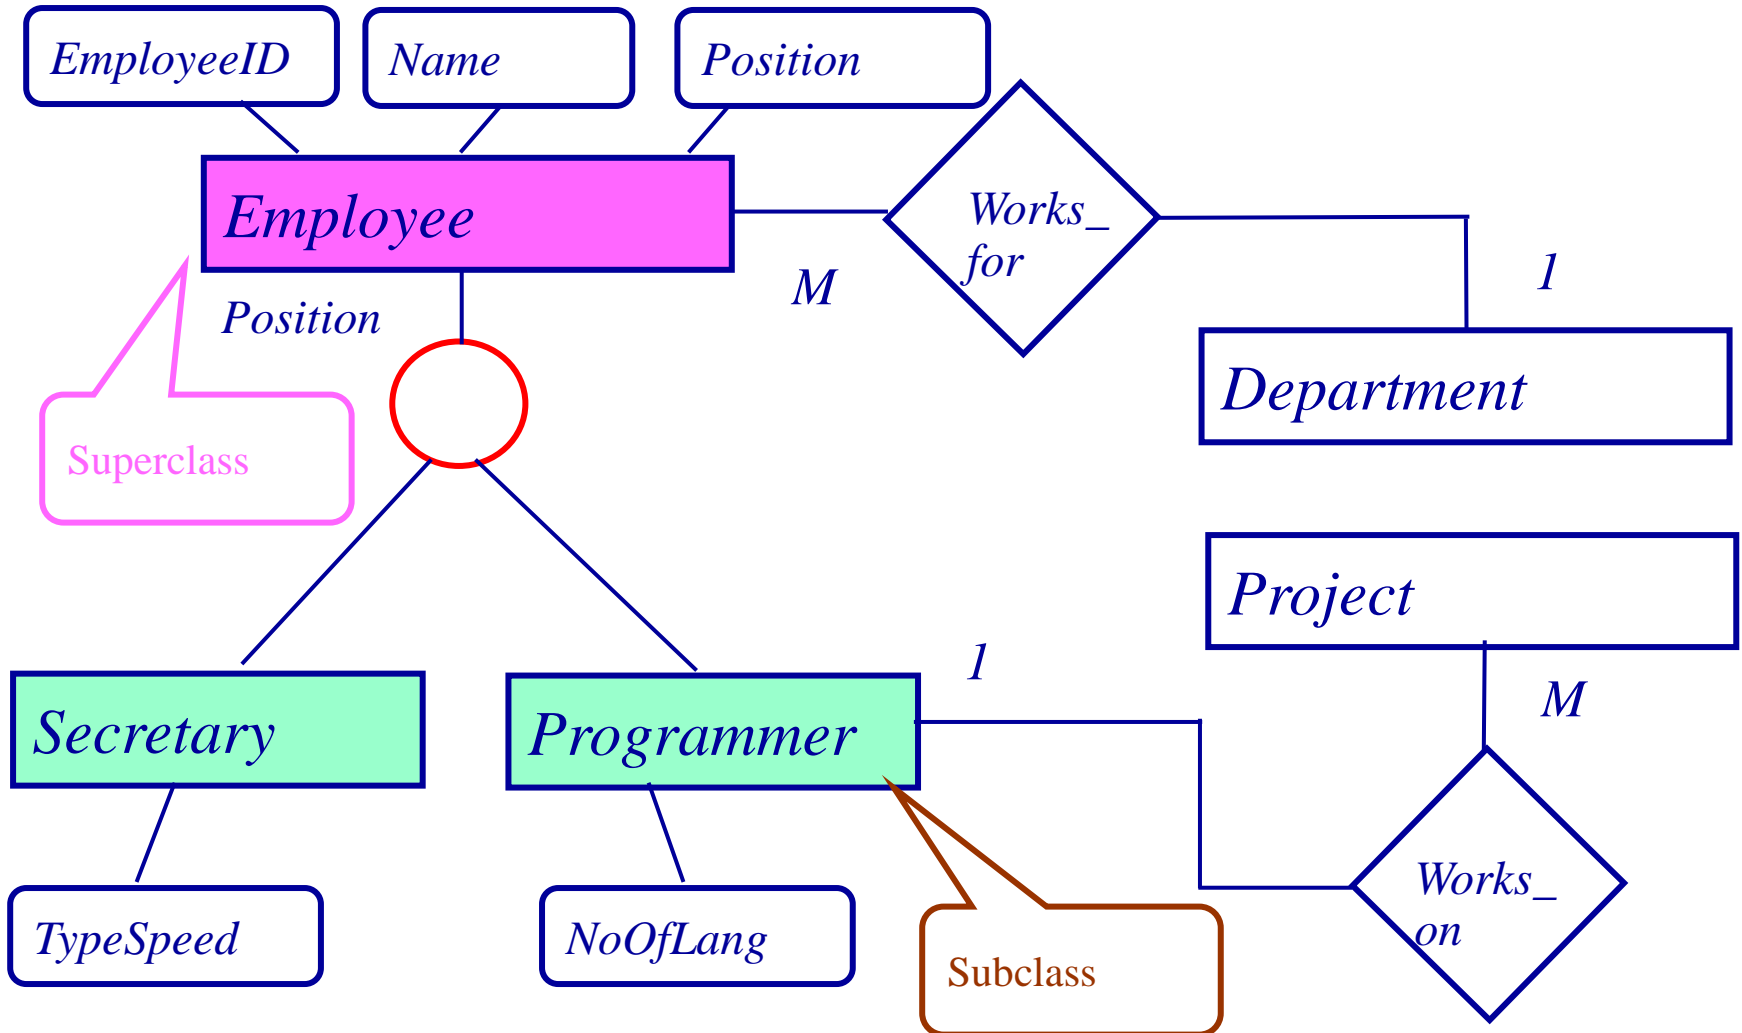 EmployeeID
Name
Position
Employee
Works_
for
M
1
Position
Department
Superclass
Project
1
M
Secretary
Programmer
Works_
on
TypeSpeed
NoOfLang
Subclass